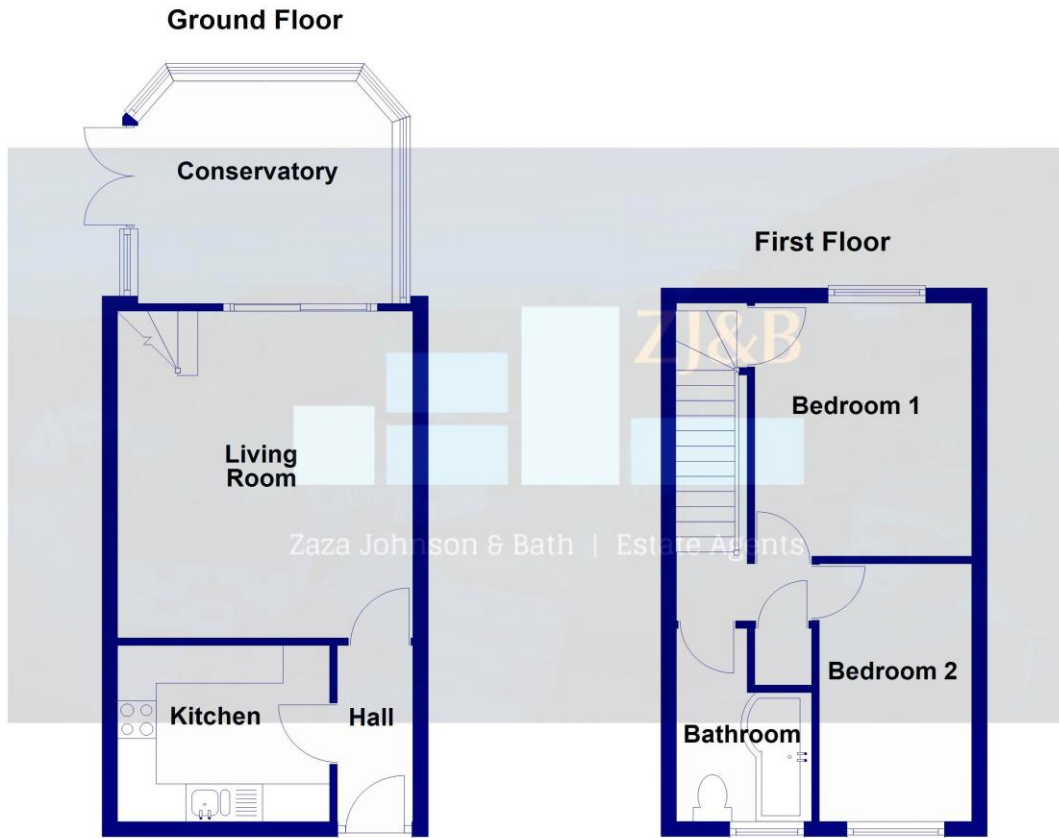 Ground Floor
Conservatory
Living
Room
Kitchen
Hall
First Floor
Bedroom 1
Bedroom 2
Bathroom
ZJ&B
Zaza Johnson & Bath | Estate Agents